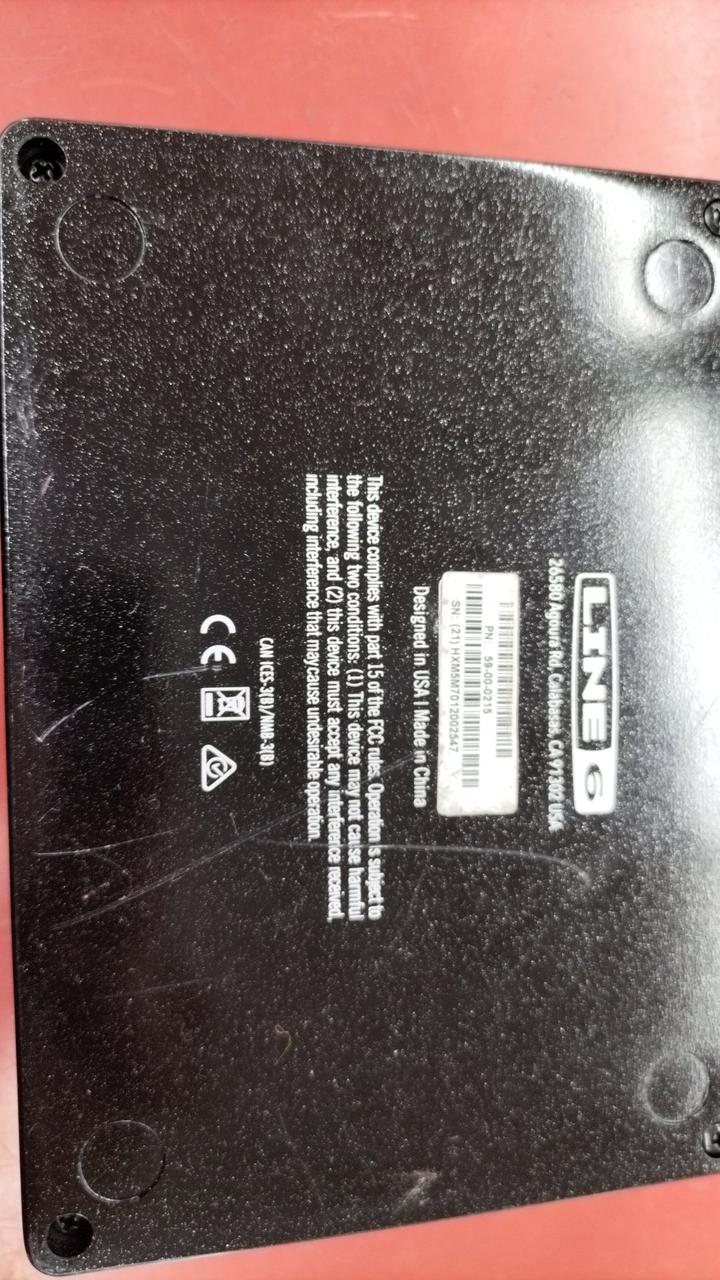 LINE 6
26580 Agoura Rd, Calabasas, CA 91302 USA
PN: 59-00-0215
SN: (21)HXM5M7012002547
Designed in USA | Made in China
This device complies with part 15 of the FCC rules. Operation is subject to
the following two conditions: (1) This device may not cause harmful
interference, and (2) this device must accept any interference received,
including interference that may cause undesirable operation.
CAN ICES-3(B)/NMB-3(B)
CE